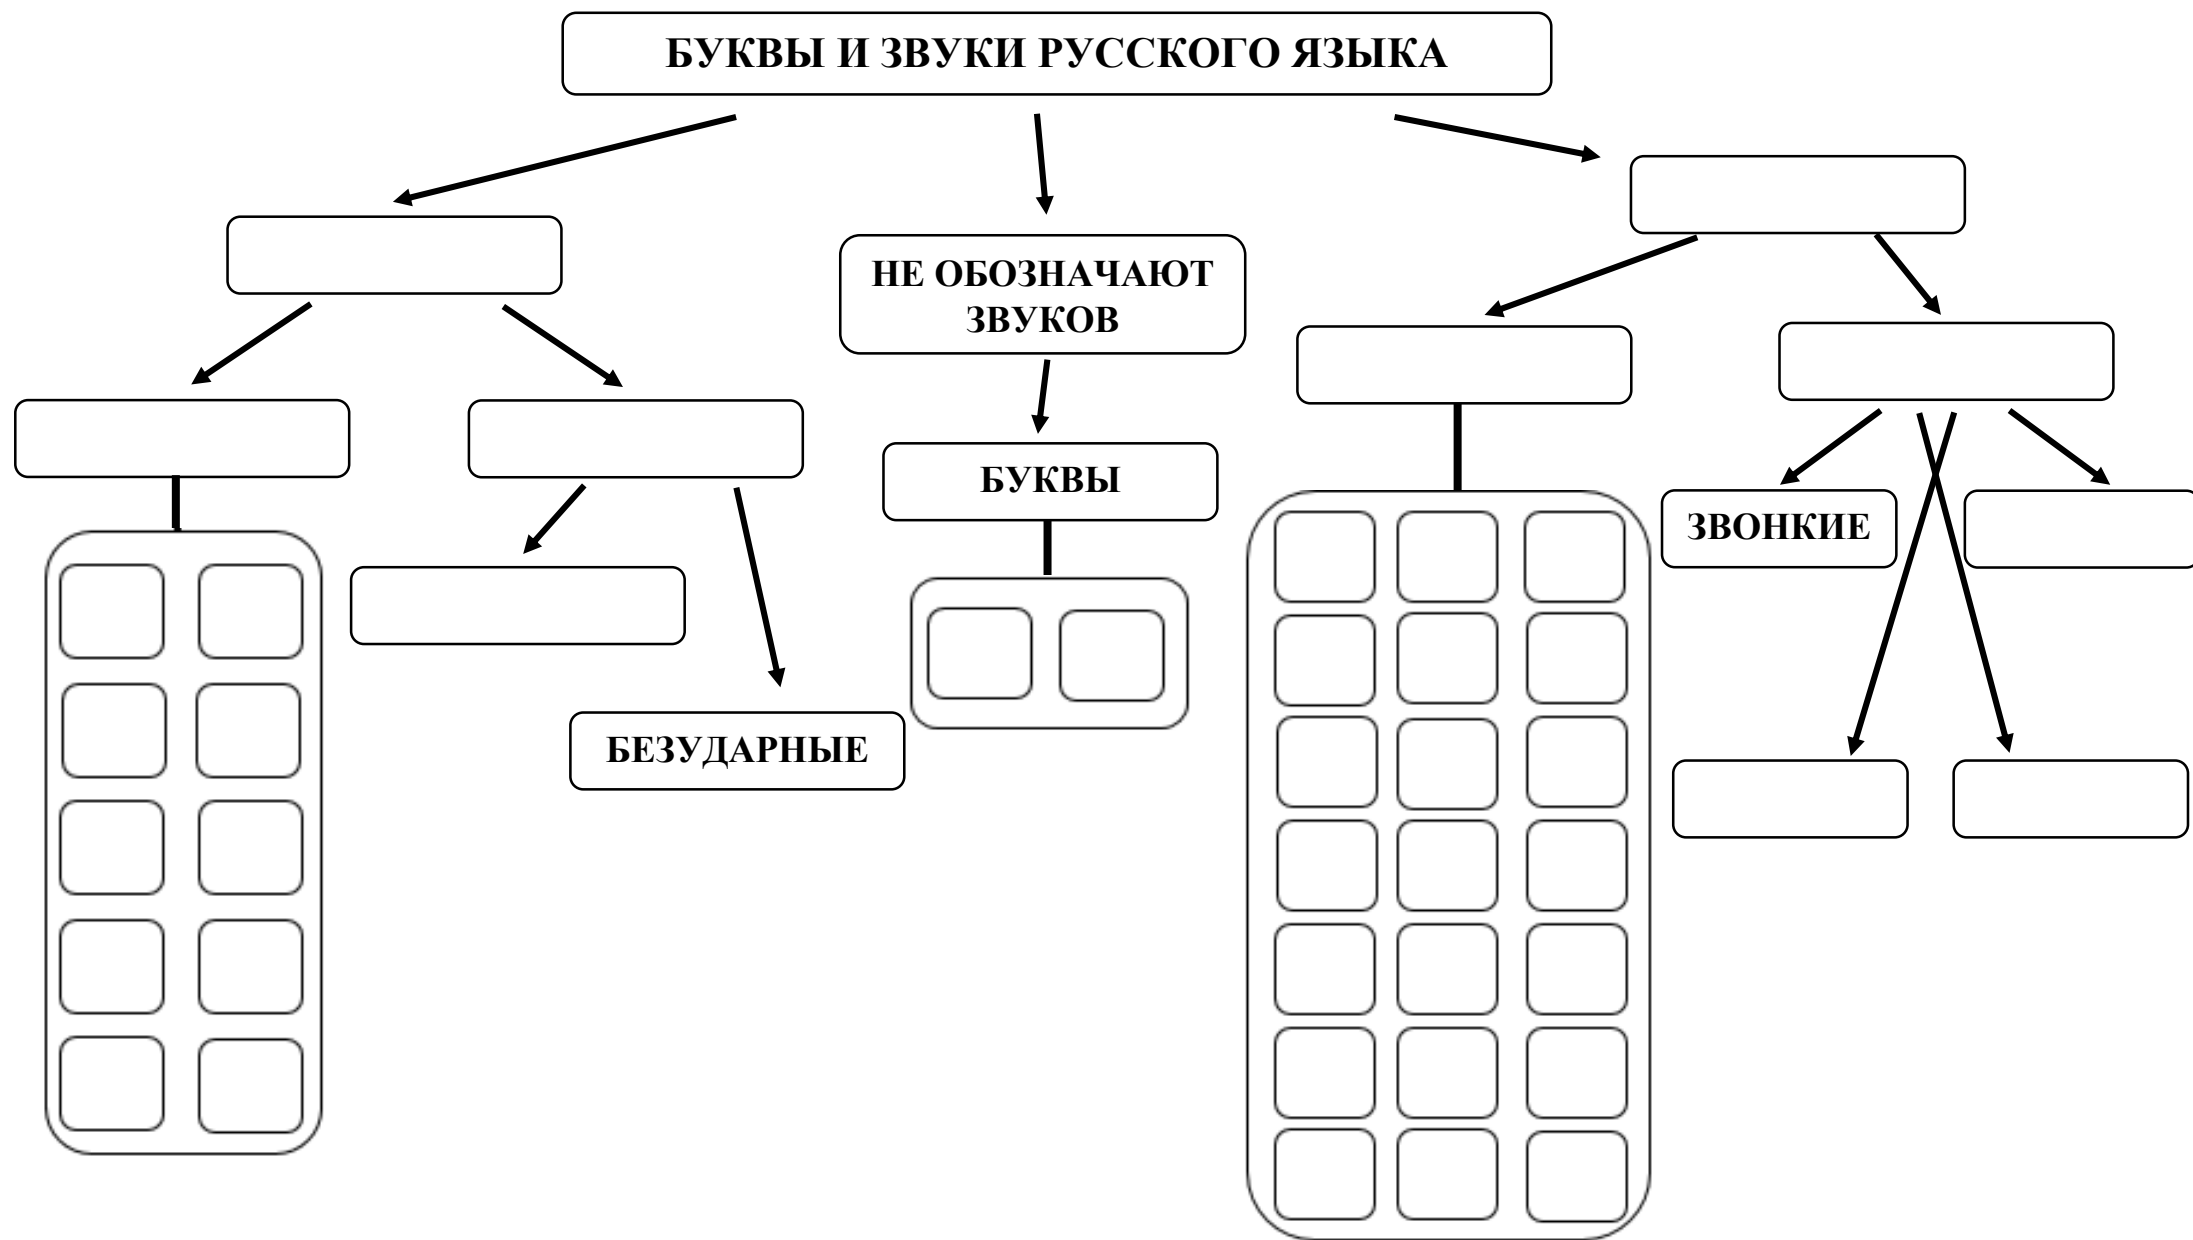 БУКВЫ И ЗВУКИ РУССКОГО ЯЗЫКА
НЕ ОБОЗНАЧАЮТ
ЗВУКОВ
БУКВЫ
ЗВОНКИЕ
БЕЗУДАРНЫЕ